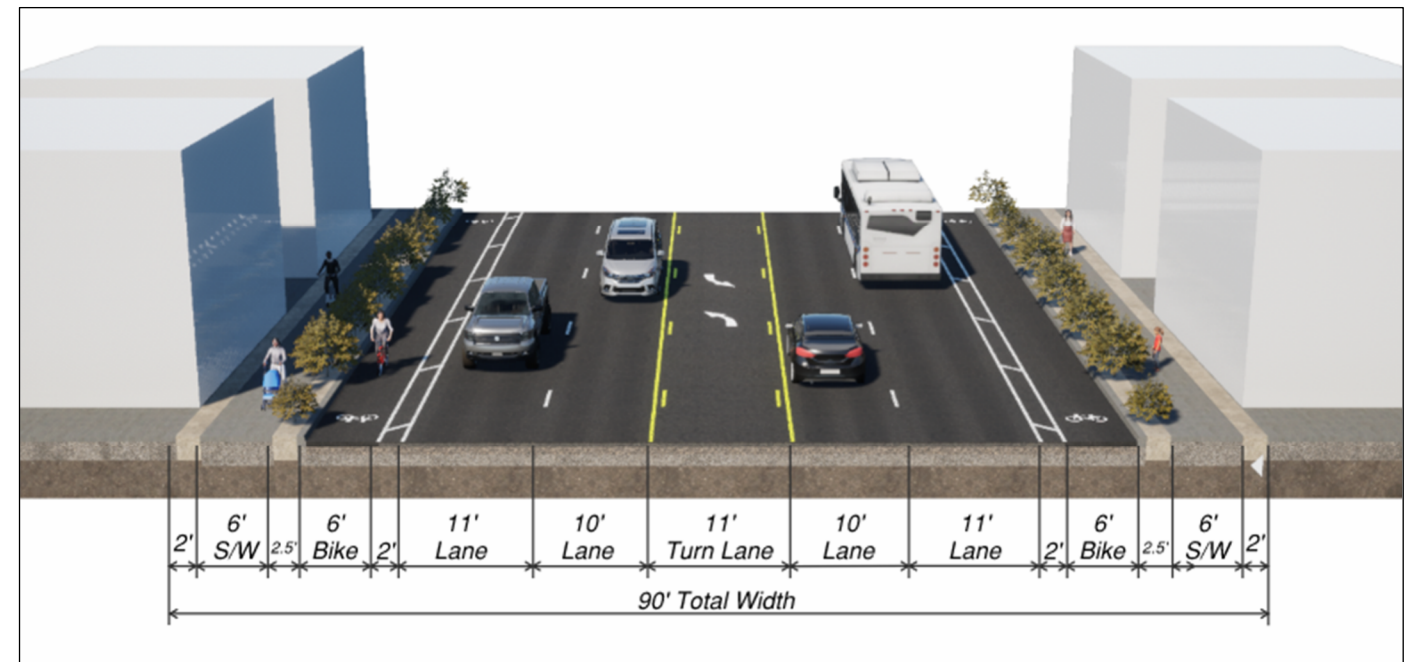 2'
6'
S/W
2.5'
6'
Bike
2'
11'
Lane
10'
Lane
11'
Turn Lane
10'
Lane
11'
Lane
2'
6'
Bike
2.5'
6'
S/W
2'
90' Total Width